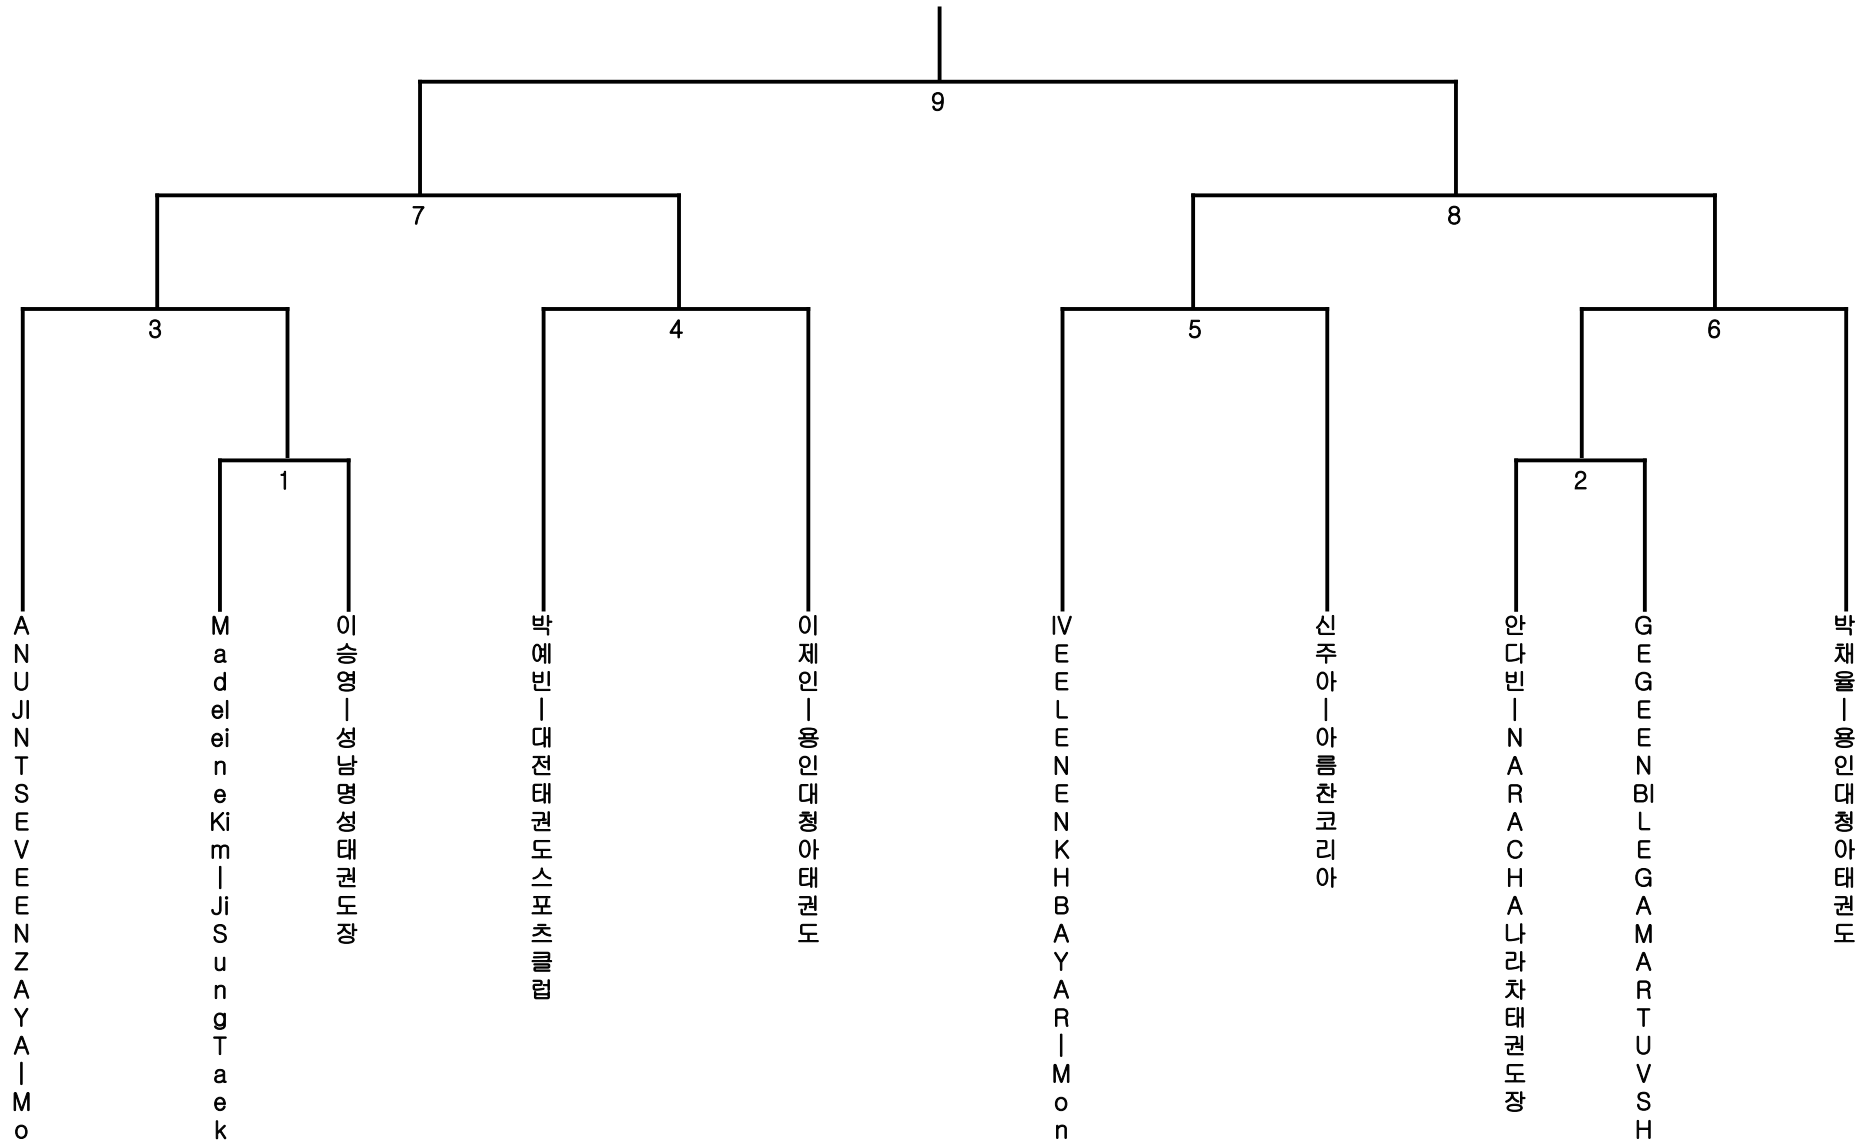 9
7
8
3
4
5
6
1
2
ANUJINTSEVEENZAYA|Mo
MadeleineKim|JiSungTaek
이승영|성남명성태권도장
박예빈|대전태권도스포츠클럽
이제인|용인대청아태권도
IVEELENENKHBAYAR|Mon
신주아|아름찬코리아
안다빈|NARACHA나라차태권도장
GEGEENBILEGAMARTUVSH
박채율|용인대청아태권도